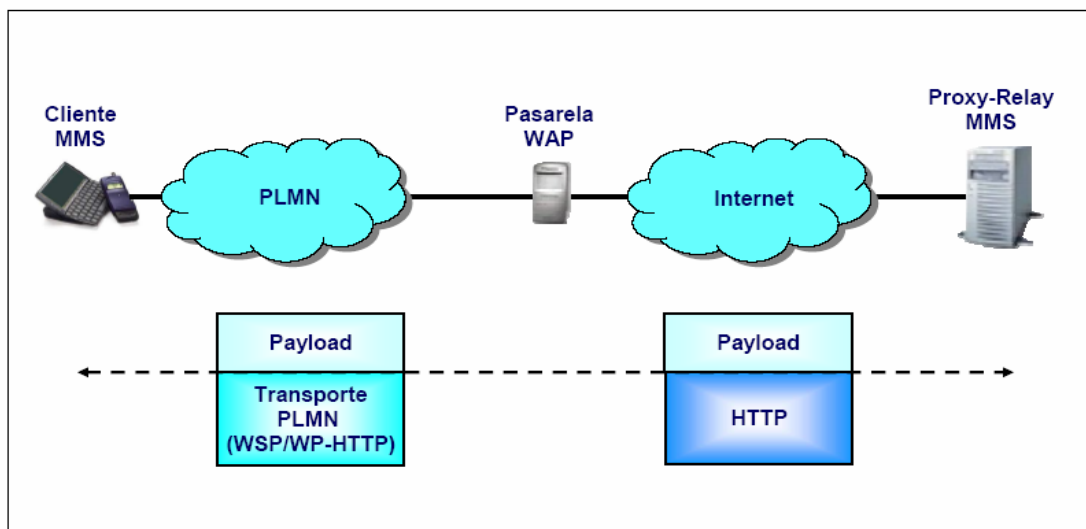 Cliente
MMS
Pasarela
WAP
Proxy-Relay
MMS
PLMN
Internet
Payload
Payload
Transporte
PLMN
(WSP/WP-HTTP)
HTTP